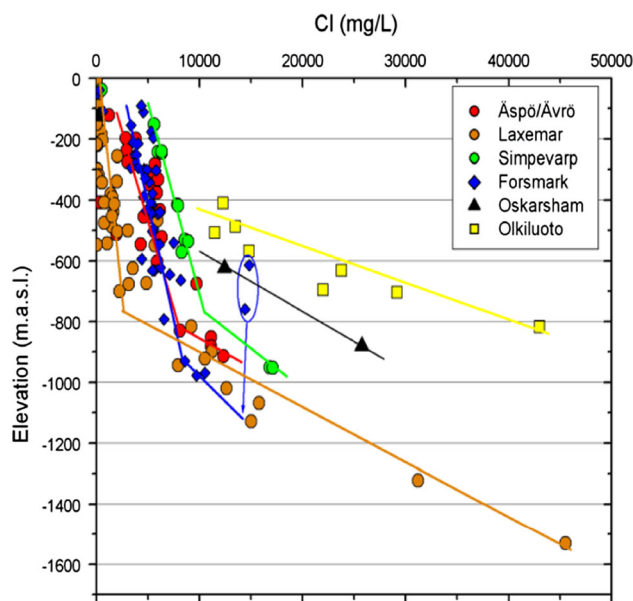 Cl (mg/L)
0 10000 20000 30000 40000 50000
0
-200
-400
-600
-800
-1000
-1200
-1400
-1600
Elevation (m.a.s.l.)
Äspö/Ävrö
Laxemar
Simpevarp
Forsmark
Oskarsham
Olkiluoto